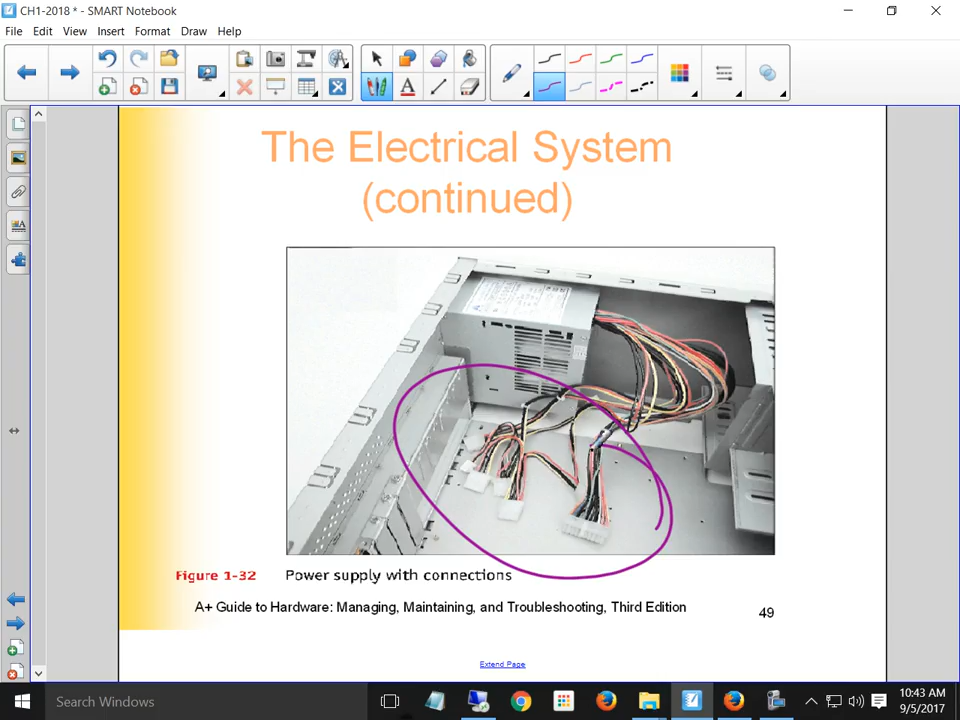 CH1-2018 * - SMART Notebook
File Edit View Insert Format Draw Help
The Electrical System
(continued)
Figure 1-32 Power supply with connections
A+ Guide to Hardware: Managing, Maintaining, and Troubleshooting, Third Edition
49
Extend Page
Search Windows
10:43 AM
9/5/2017